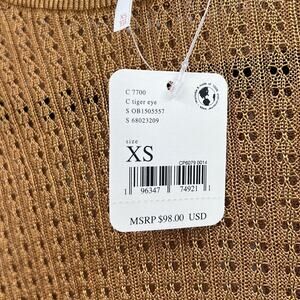 C 7700
C tiger eye
S OB1505557
S 68023209
size
XS
CP6079 0014
1 96347 74921 1
MSRP $98.00 USD